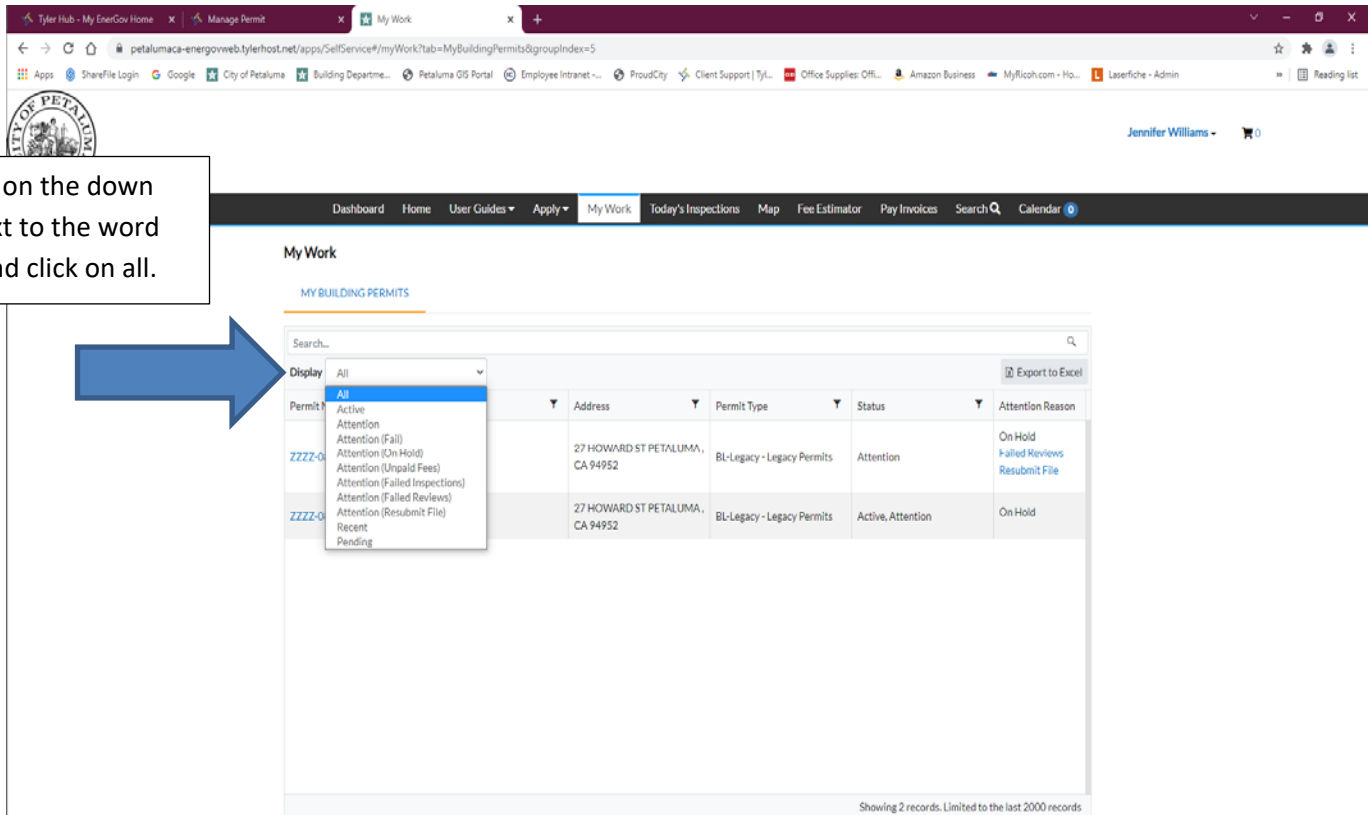 Tyler Hub - My EnerGov Home x
Manage Permit x
My Work x +
petalumaca-energovweb.tylerhost.net/apps/SelfService#/myWork?tab=MyBuildingPermits&groupIndex=5
Apps ShareFile Login Google City of Petaluma Building Departme... Petaluma GIS Portal Employee Intranet -... ProudCity Client Support | Tyl... Office Supplies: Offi... Amazon Business MyRicoh.com - Ho... Laserfiche - Admin » Reading list
CITY OF PETALUM
Jennifer Williams 0
on the down
t to the word
d click on all.
Dashboard Home User Guides Apply My Work Today's Inspections Map Fee Estimator Pay Invoices Search Calendar 0
My Work
MY BUILDING PERMITS
Search...
Display All Export to Excel
All
Active
Attention
Attention (Fail)
Attention (On Hold)
Attention (Unpaid Fees)
Attention (Failed Inspections)
Attention (Failed Reviews)
Attention (Resubmit File)
Recent
Pending
Permit Address Permit Type Status Attention Reason
ZZZZ-0 27 HOWARD ST PETALUMA, CA 94952 BL-Legacy - Legacy Permits Attention On Hold
Failed Reviews
Resubmit File
ZZZZ-0 27 HOWARD ST PETALUMA, CA 94952 BL-Legacy - Legacy Permits Active, Attention On Hold
Showing 2 records. Limited to the last 2000 records